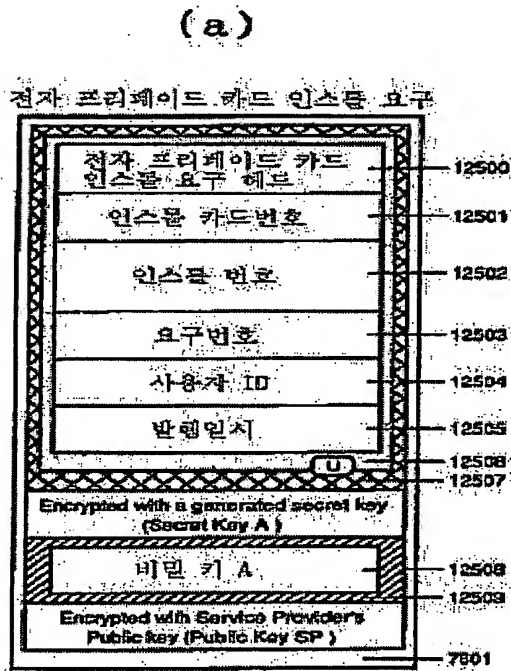 (a)
전자 프리페이드 카드 인스톨 요구
전자 프리페이드 카드
인스톨 요구 헤드
12500
인스톨 카드번호
12501
인스톨 번호
12502
요구번호
12503
사용자 ID
12504
발행일시
12505
U
12506
12507
Encrypted with a generated secret key
(Secret Key A)
비밀 키 A
12508
12509
Encrypted with Service Provider's
Public key (Public Key SP)
7601